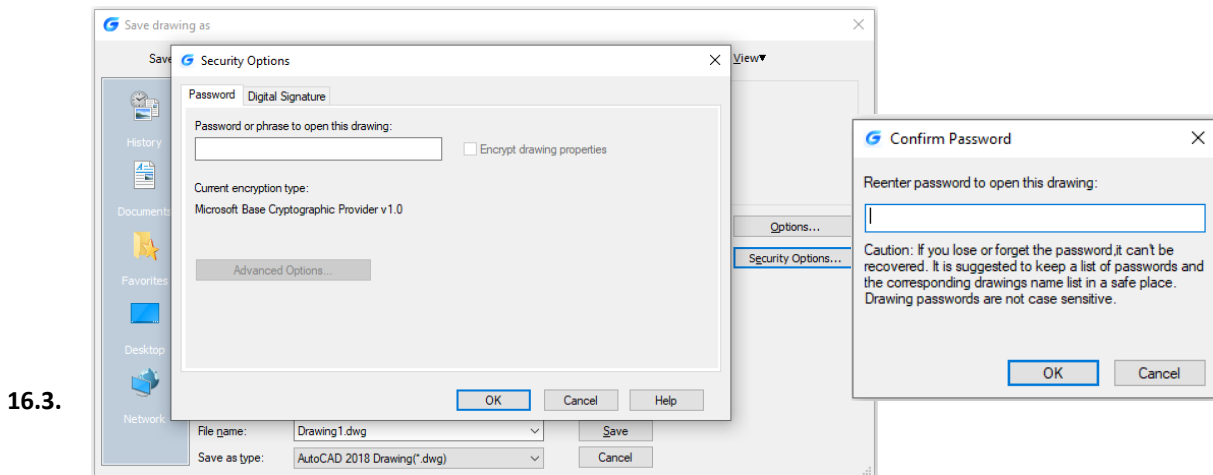 Save drawing as
Save
View▾
Security Options
Password
Digital Signature
Password or phrase to open this drawing:
Encrypt drawing properties
Current encryption type:
Microsoft Base Cryptographic Provider v1.0
Advanced Options...
OK
Cancel
Help
History
Documents
Favorites
Desktop
Network
Options...
Security Options...
File name:
Drawing1.dwg
Save
Save as type:
AutoCAD 2018 Drawing(*.dwg)
Cancel
Confirm Password
Reenter password to open this drawing:
Caution: If you lose or forget the password,it can't be
recovered. It is suggested to keep a list of passwords and
the corresponding drawings name list in a safe place.
Drawing passwords are not case sensitive.
OK
Cancel
16.3.